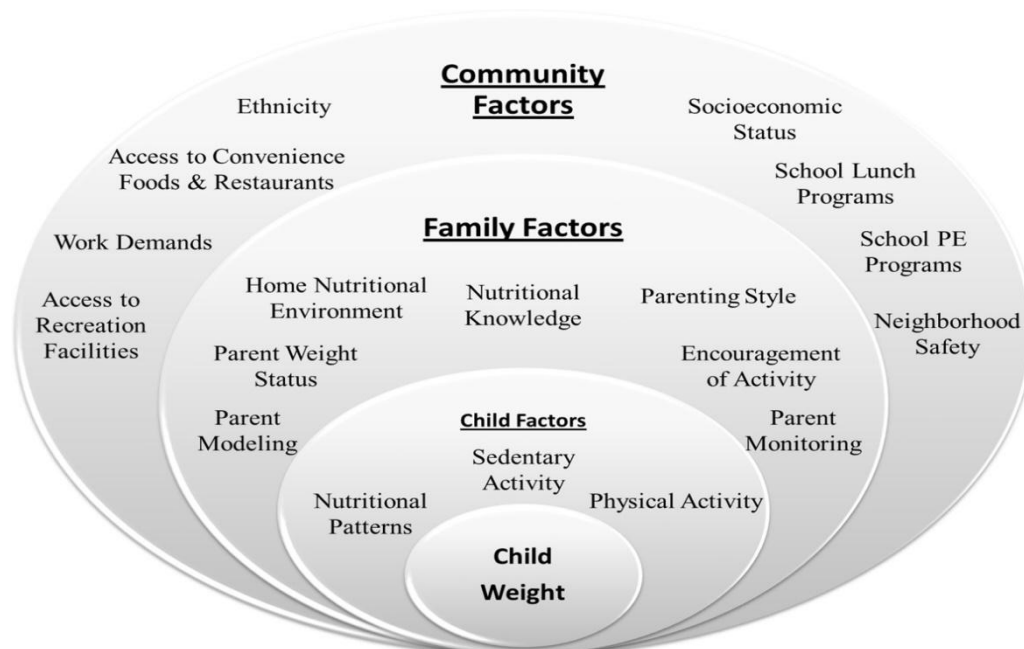 Community
Factors
Ethnicity
Socioeconomic
Status
Access to Convenience
Foods & Restaurants
School Lunch
Programs
Work Demands
School PE
Programs
Access to
Recreation
Facilities
Neighborhood
Safety
Family Factors
Home Nutritional
Environment
Nutritional
Knowledge
Parenting Style
Parent Weight
Status
Encouragement
of Activity
Parent
Modeling
Parent
Monitoring
Child Factors
Sedentary
Activity
Nutritional
Patterns
Physical Activity
Child
Weight